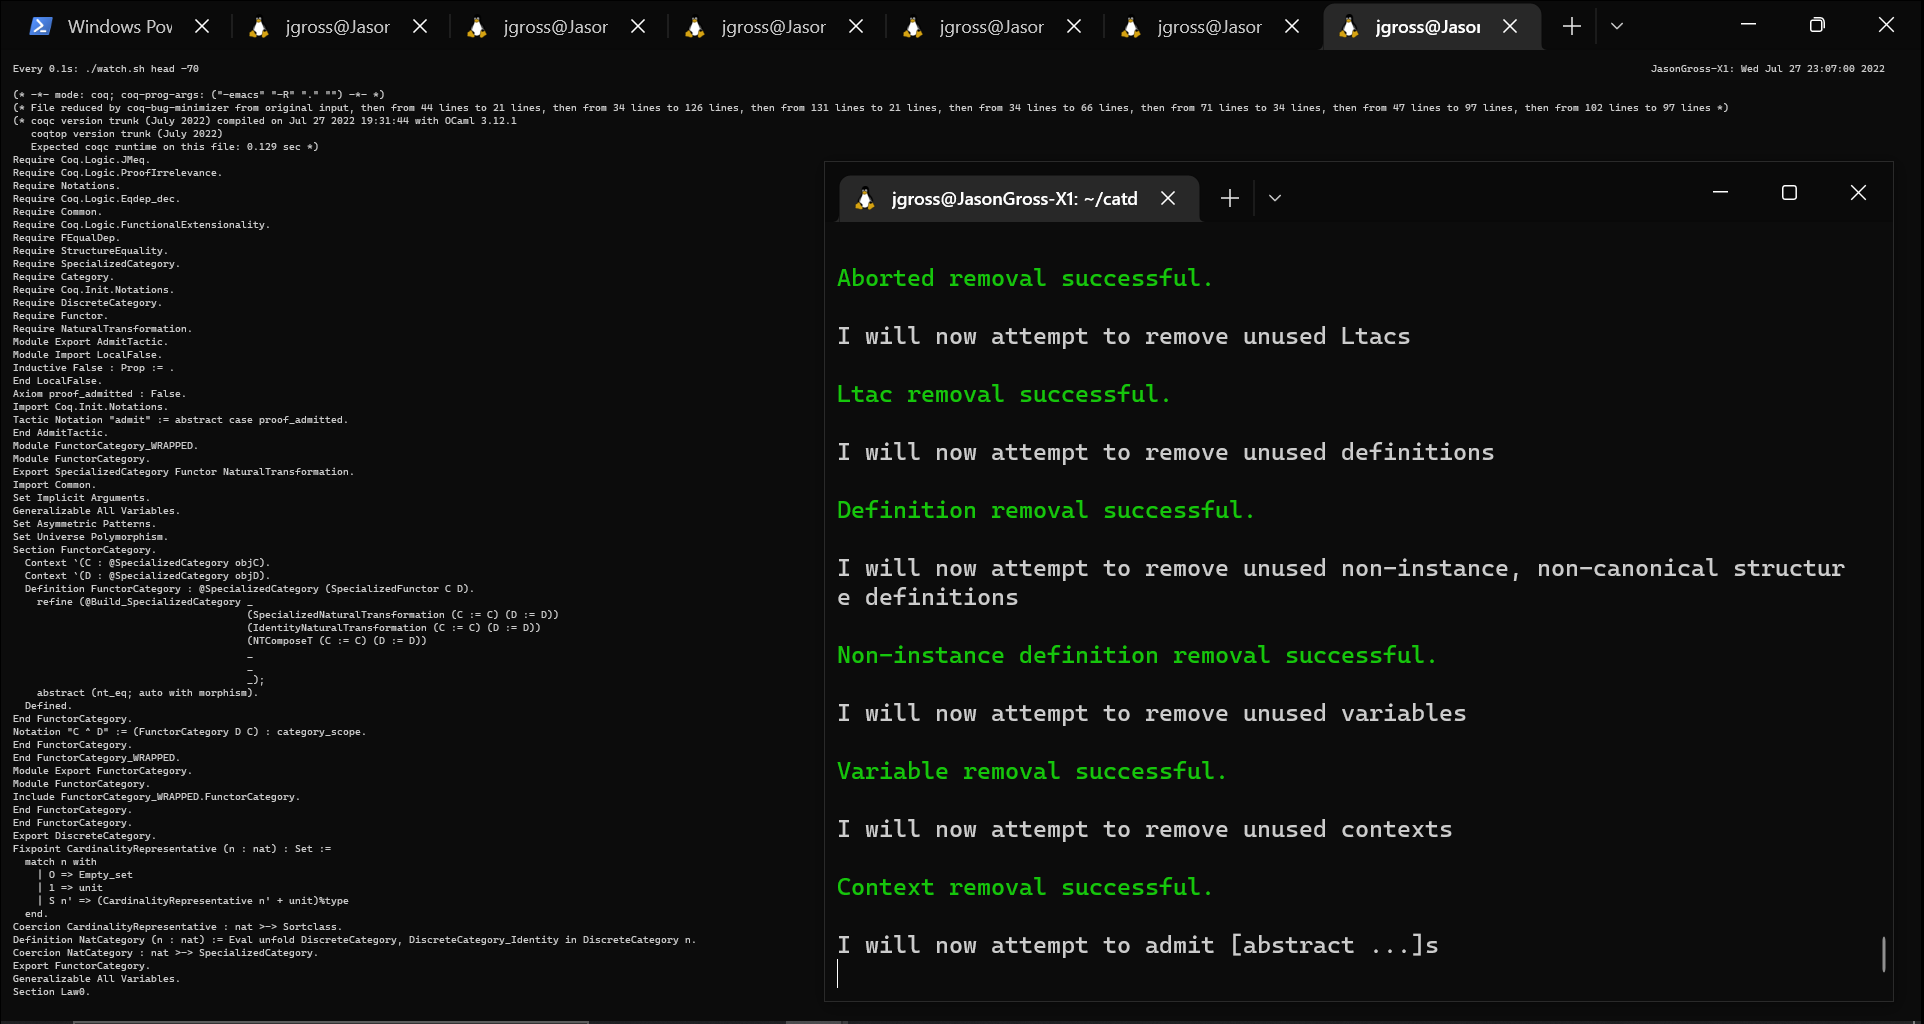 Windows Pov
jgross@Jasor
jgross@Jasor
jgross@Jasor
jgross@Jasor
jgross@Jasor
jgross@Jasoı
Every 0.1s: ./watch.sh head -70
JasonGross-X1: Wed Jul 27 23:07:00 2022
(* -*- mode: coq; coq-prog-args: ("-emacs" "-R" "." "") -*- *)
(* File reduced by coq-bug-minimizer from original input, then from 44 lines to 21 lines, then from 34 lines to 126 lines, then from 131 lines to 21 lines, then from 34 lines to 66 lines, then from 71 lines to 34 lines, then from 47 lines to 97 lines, then from 102 lines to 97 lines *)
(* coqc version trunk (July 2022) compiled on Jul 27 2022 19:31:44 with OCaml 3.12.1
   coqtop version trunk (July 2022)
   Expected coqc runtime on this file: 0.129 sec *)
Require Coq.Logic.JMeq.
Require Coq.Logic.ProofIrrelevance.
Require Notations.
Require Coq.Logic.Eqdep_dec.
Require Common.
Require Coq.Logic.FunctionalExtensionality.
Require FEqualDep.
Require StructureEquality.
Require SpecializedCategory.
Require Category.
Require Coq.Init.Notations.
Require DiscreteCategory.
Require Functor.
Require NaturalTransformation.
Module Export AdmitTactic.
Module Import LocalFalse.
Inductive False : Prop := .
End LocalFalse.
Axiom proof_admitted : False.
Import Coq.Init.Notations.
Tactic Notation "admit" := abstract case proof_admitted.
End AdmitTactic.
Module FunctorCategory_WRAPPED.
Module FunctorCategory.
Export SpecializedCategory Functor NaturalTransformation.
Import Common.
Set Implicit Arguments.
Generalizable All Variables.
Set Asymmetric Patterns.
Set Universe Polymorphism.
Section FunctorCategory.
  Context `(C : @SpecializedCategory objC).
  Context `(D : @SpecializedCategory objD).
  Definition FunctorCategory : @SpecializedCategory (SpecializedFunctor C D).
    refine (@Build_SpecializedCategory _
                                       (SpecializedNaturalTransformation (C := C) (D := D))
                                       (IdentityNaturalTransformation (C := C) (D := D))
                                       (NTComposeT (C := C) (D := D))
                                       _
                                       _
                                       _);
    abstract (nt_eq; auto with morphism).
  Defined.
End FunctorCategory.
Notation "C ^ D" := (FunctorCategory D C) : category_scope.
End FunctorCategory.
End FunctorCategory_WRAPPED.
Module Export FunctorCategory.
Module FunctorCategory.
Include FunctorCategory_WRAPPED.FunctorCategory.
End FunctorCategory.
End FunctorCategory.
Export DiscreteCategory.
Fixpoint CardinalityRepresentative (n : nat) : Set :=
  match n with
    | O => Empty_set
    | 1 => unit
    | S n' => (CardinalityRepresentative n' + unit)%type
  end.
Coercion CardinalityRepresentative : nat >-> Sortclass.
Definition NatCategory (n : nat) := Eval unfold DiscreteCategory, DiscreteCategory_Identity in DiscreteCategory n.
Coercion NatCategory : nat >-> SpecializedCategory.
Export FunctorCategory.
Generalizable All Variables.
Section Law0.
jgross@JasonGross-X1: ~/catd
Aborted removal successful.
I will now attempt to remove unused Ltacs
Ltac removal successful.
I will now attempt to remove unused definitions
Definition removal successful.
I will now attempt to remove unused non-instance, non-canonical structur
e definitions
Non-instance definition removal successful.
I will now attempt to remove unused variables
Variable removal successful.
I will now attempt to remove unused contexts
Context removal successful.
I will now attempt to admit [abstract ...]s